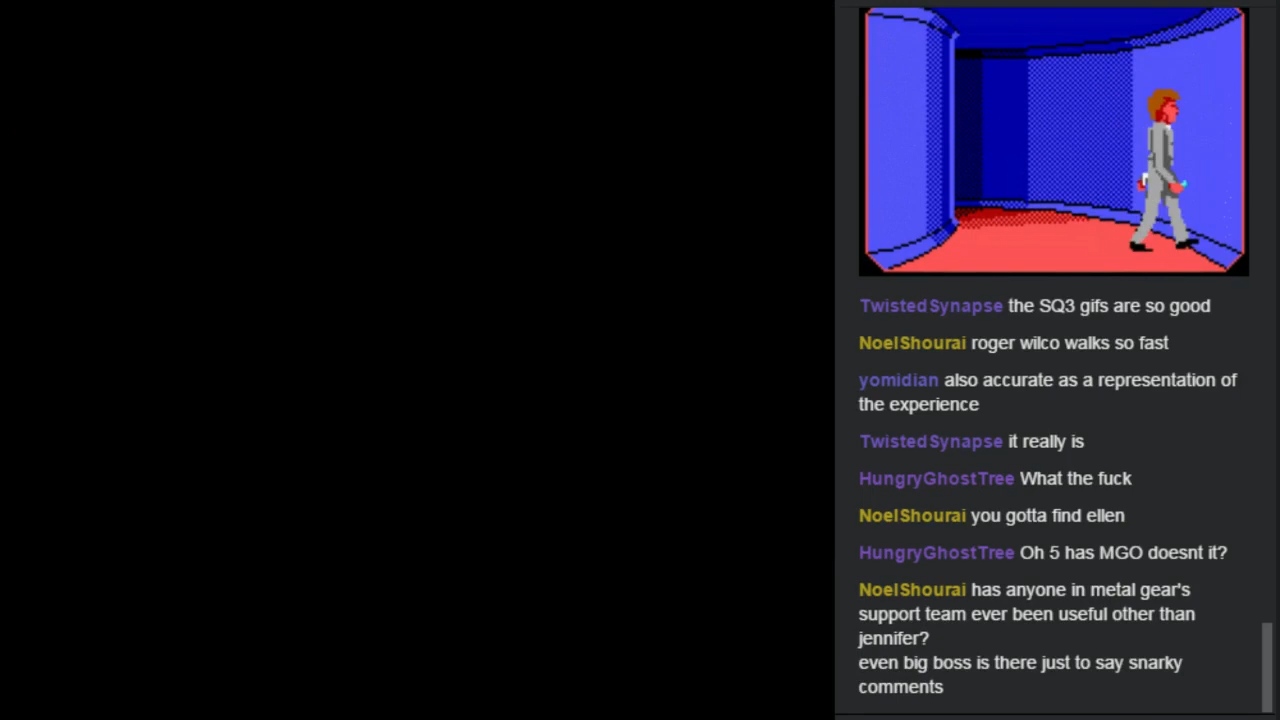 TwistedSynapse the SQ3 gifs are so good
NoelShourai roger wilco walks so fast
yomidian also accurate as a representation of
the experience
TwistedSynapse it really is
HungryGhostTree What the fuck
NoelShourai you gotta find ellen
HungryGhostTree Oh 5 has MGO doesnt it?
NoelShourai has anyone in metal gear's
support team ever been useful other than
jennifer?
even big boss is there just to say snarky
comments